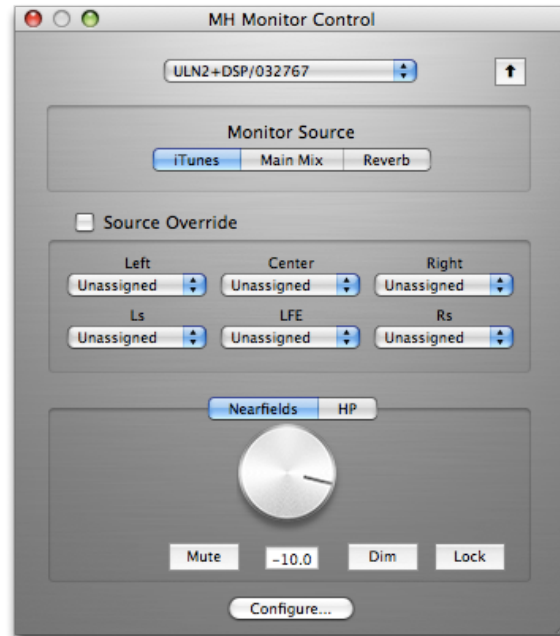 MH Monitor Control
ULN2+DSP/032767
Monitor Source
iTunes Main Mix Reverb
Source Override
Left Center Right
Unassigned Unassigned Unassigned
Ls LFE Rs
Unassigned Unassigned Unassigned
Nearfields HP
Mute -10.0 Dim Lock
Configure...